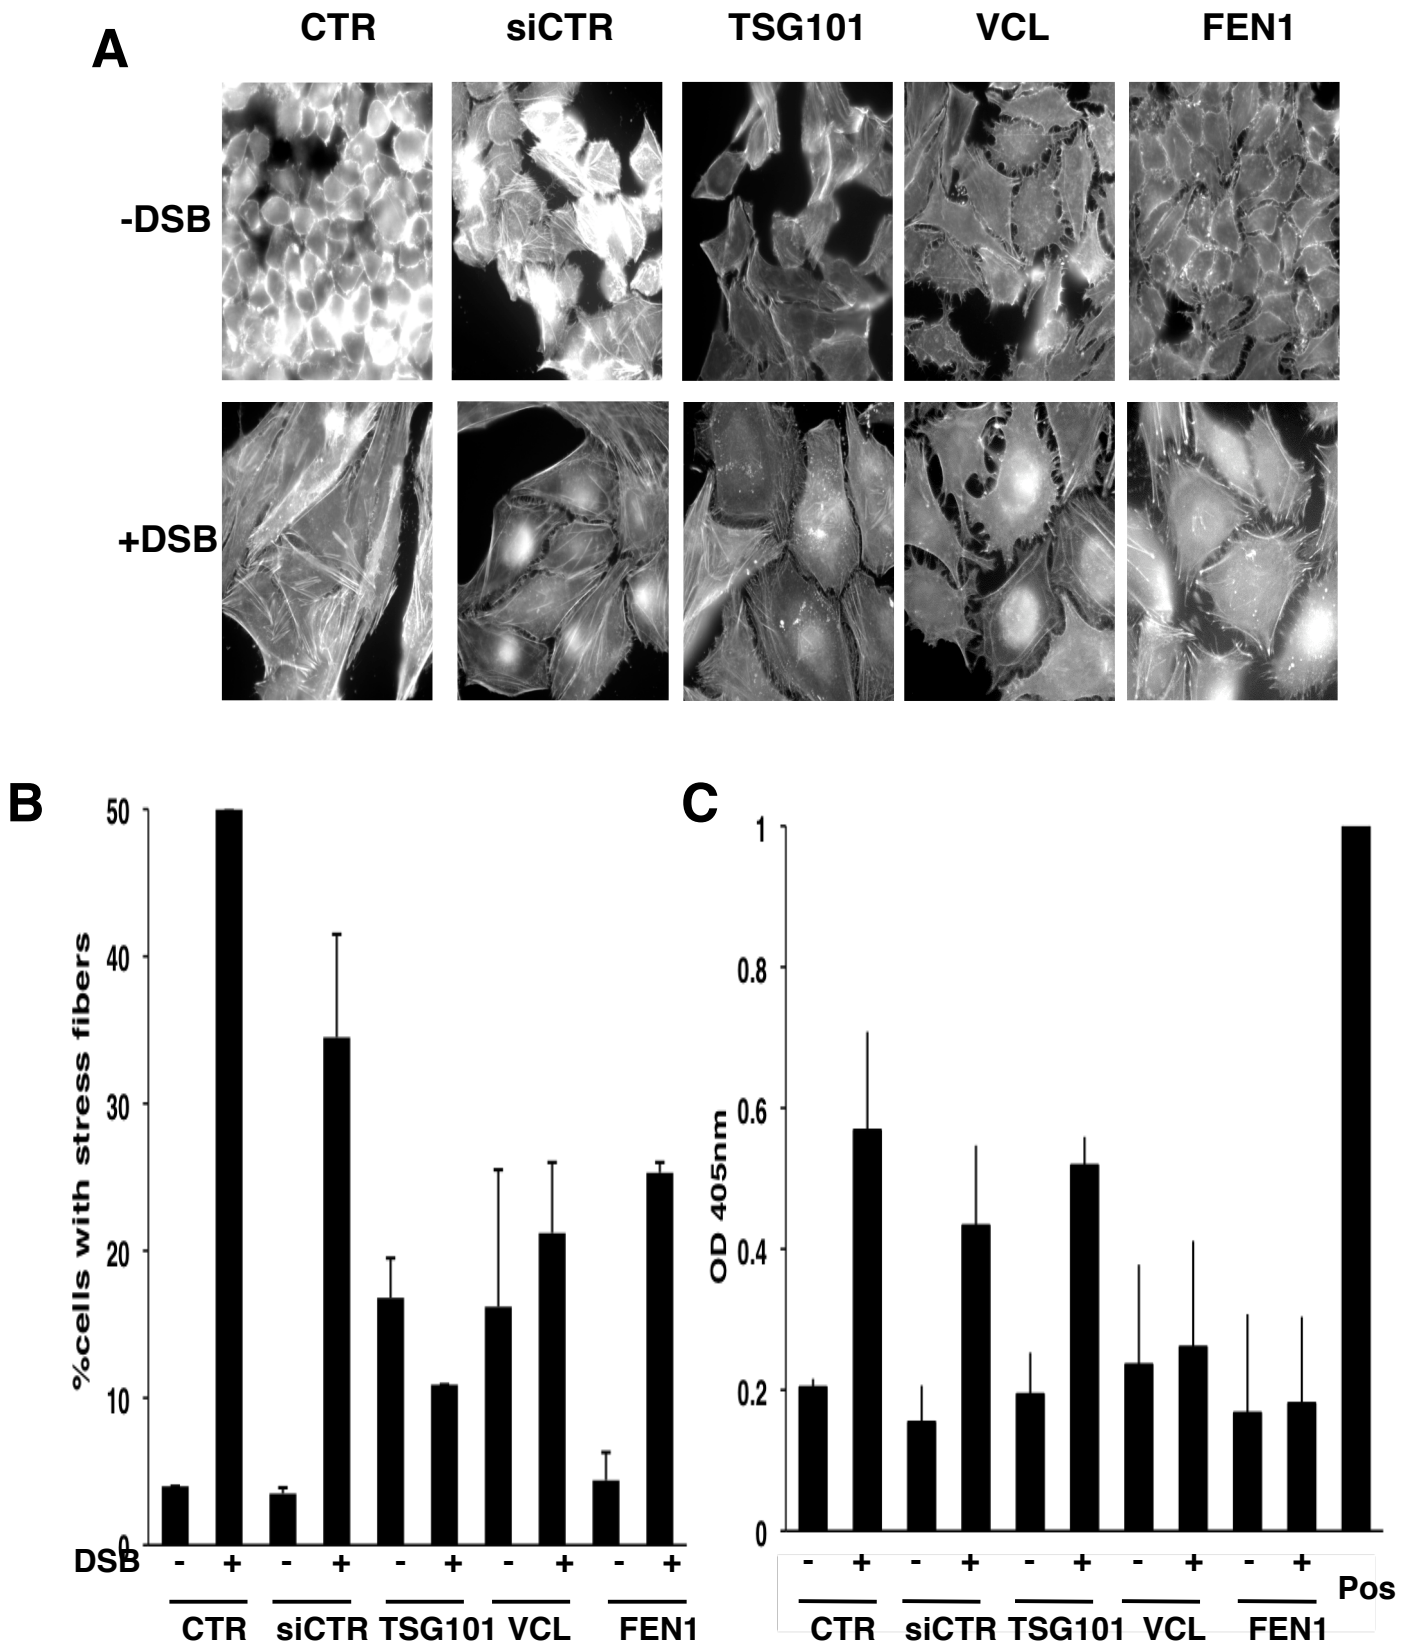 A
CTR siCTR TSG101 VCL FEN1
-DSB
+DSB
B
50
40
30
20
10
0
%cells with stress fibers
DSB - + - + - + - + - +
CTR siCTR TSG101 VCL FEN1
C
1
0.8
0.6
0.4
0.2
0
OD 405nm
- + - + - + - + - +
Pos
CTR siCTR TSG101 VCL FEN1